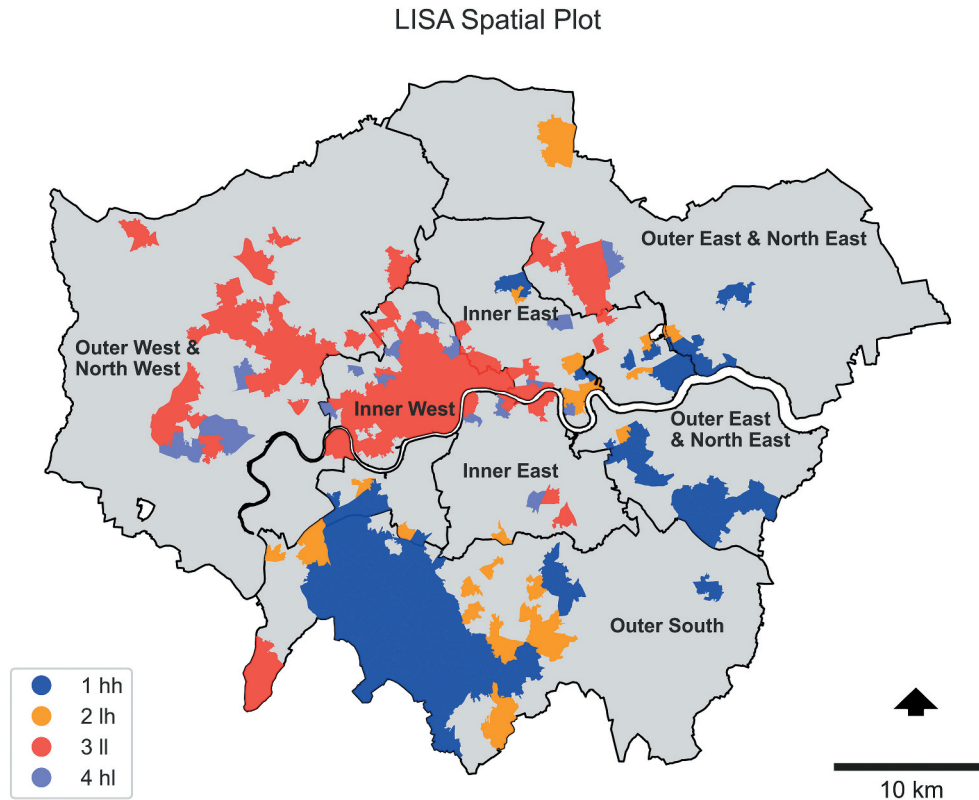 LISA Spatial Plot
Outer East & North East
Inner East
Outer West &
North West
Inner West
Outer East
& North East
Inner East
Outer South
1 hh
2 lh
3 ll
4 hl
10 km